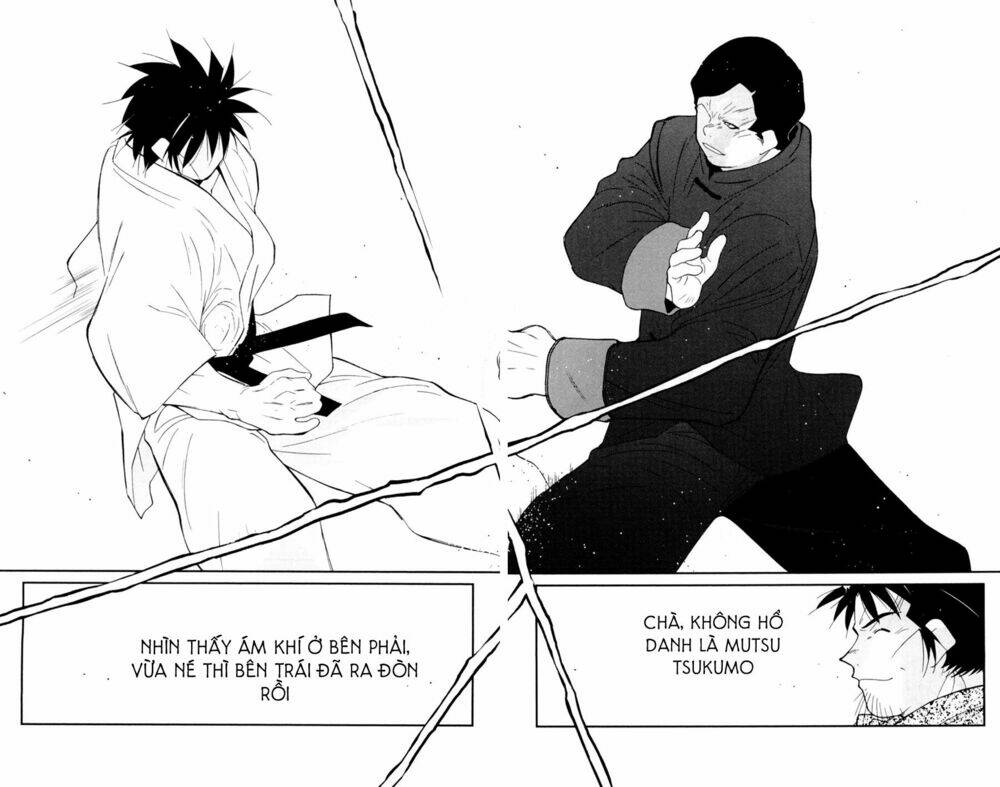 NHÌN THẤY ÁM KHÍ Ở BÊN PHẢI,
VỪA NÉ THÌ BÊN TRÁI ĐÃ RA ĐÒN
RỒI
CHÀ, KHÔNG HỔ
DANH LÀ MUTSU
TSUKUMO